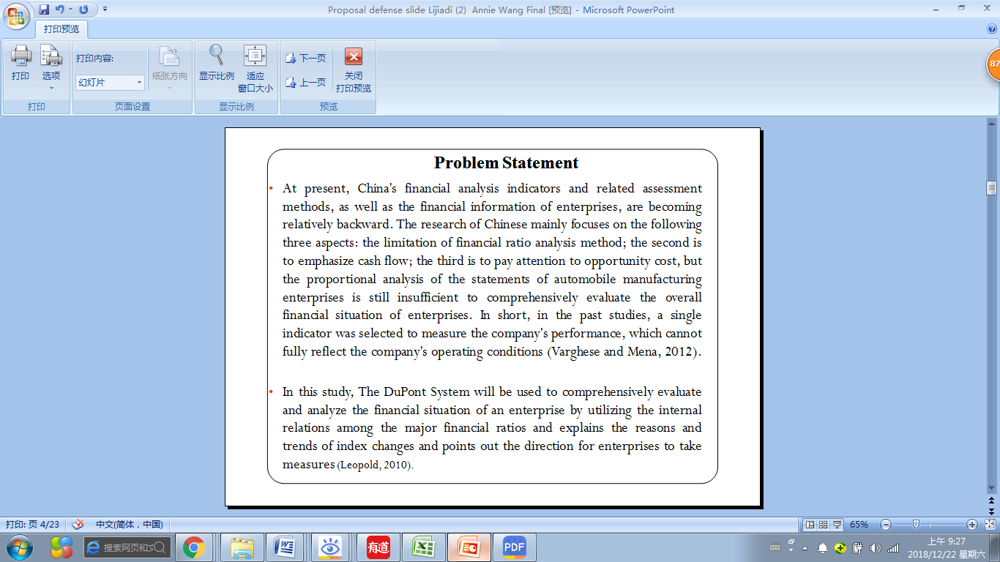 Proposal defense slide Lijiadi (2)  Annie Wang Final [预览] - Microsoft PowerPoint
打印预览
打印
选项
打印内容:
幻灯片
纸张方向
显示比例
适应
窗口大小
下一页
上一页
关闭
打印预览
打印
页面设置
显示比例
预览
87
Problem Statement
• At present, China's financial analysis indicators and related assessment
methods, as well as the financial information of enterprises, are becoming
relatively backward. The research of Chinese mainly focuses on the following
three aspects: the limitation of financial ratio analysis method; the second is
to emphasize cash flow; the third is to pay attention to opportunity cost, but
the proportional analysis of the statements of automobile manufacturing
enterprises is still insufficient to comprehensively evaluate the overall
financial situation of enterprises. In short, in the past studies, a single
indicator was selected to measure the company's performance, which cannot
fully reflect the company's operating conditions (Varghese and Mena, 2012).
• In this study, The DuPont System will be used to comprehensively evaluate
and analyze the financial situation of an enterprise by utilizing the internal
relations among the major financial ratios and explains the reasons and
trends of index changes and points out the direction for enterprises to take
measures (Leopold, 2010).
打印: 页 4/23
中文(简体，中国)
65%
搜索网页和文
有道
PDF
上午 9:27
2018/12/22 星期六